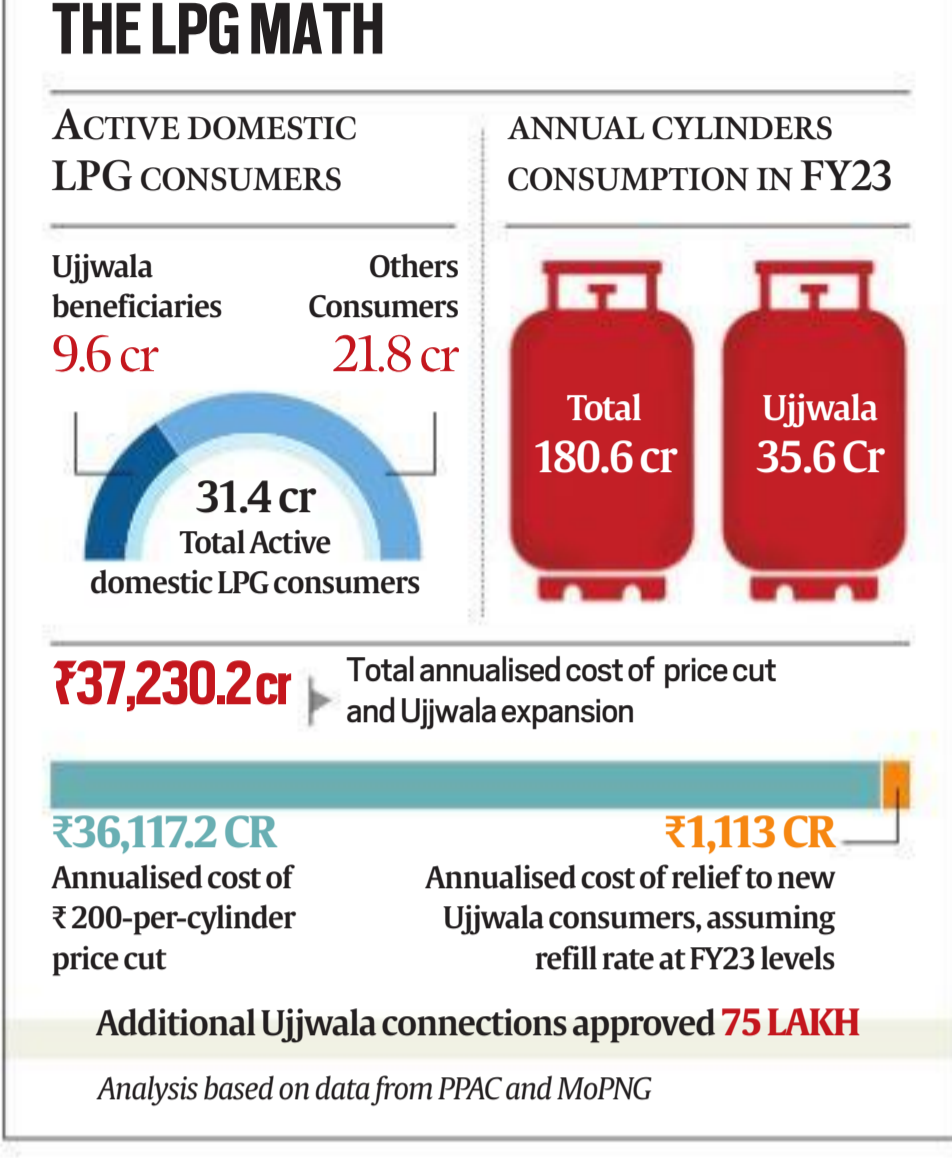 THE LPG MATH
ACTIVE DOMESTIC
LPG CONSUMERS
Ujjwala
beneficiaries
9.6 cr
Others
Consumers
21.8 cr
31.4 cr
Total Active
domestic LPG consumers
ANNUAL CYLINDERS
CONSUMPTION IN FY23
Total
180.6 cr
Ujjwala
35.6 Cr
₹37,230.2 cr
Total annualised cost of price cut
and Ujjwala expansion
₹36,117.2 CR
Annualised cost of
₹ 200-per-cylinder
price cut
₹1,113 CR
Annualised cost of relief to new
Ujjwala consumers, assuming
refill rate at FY23 levels
Additional Ujjwala connections approved 75 LAKH
Analysis based on data from PPAC and MoPNG